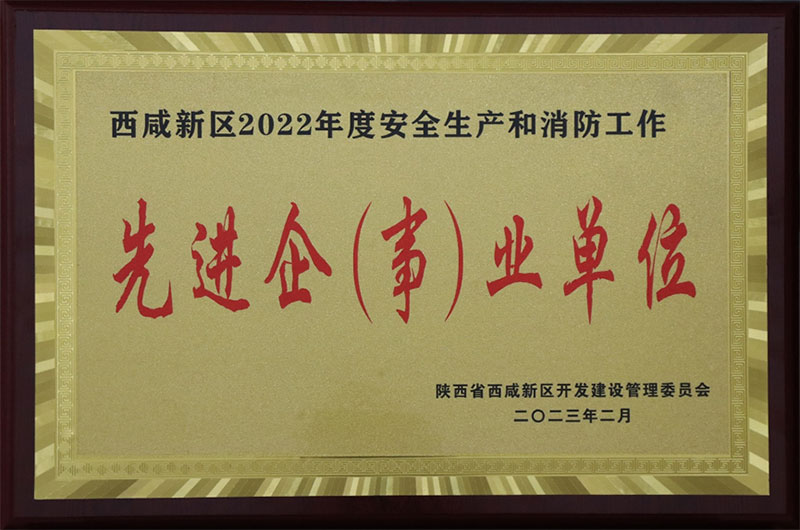 西咸新区2022年度安全生产和消防工作
先进企(事)业单位
陕西省西咸新区开发建设管理委员会
二〇二三年二月